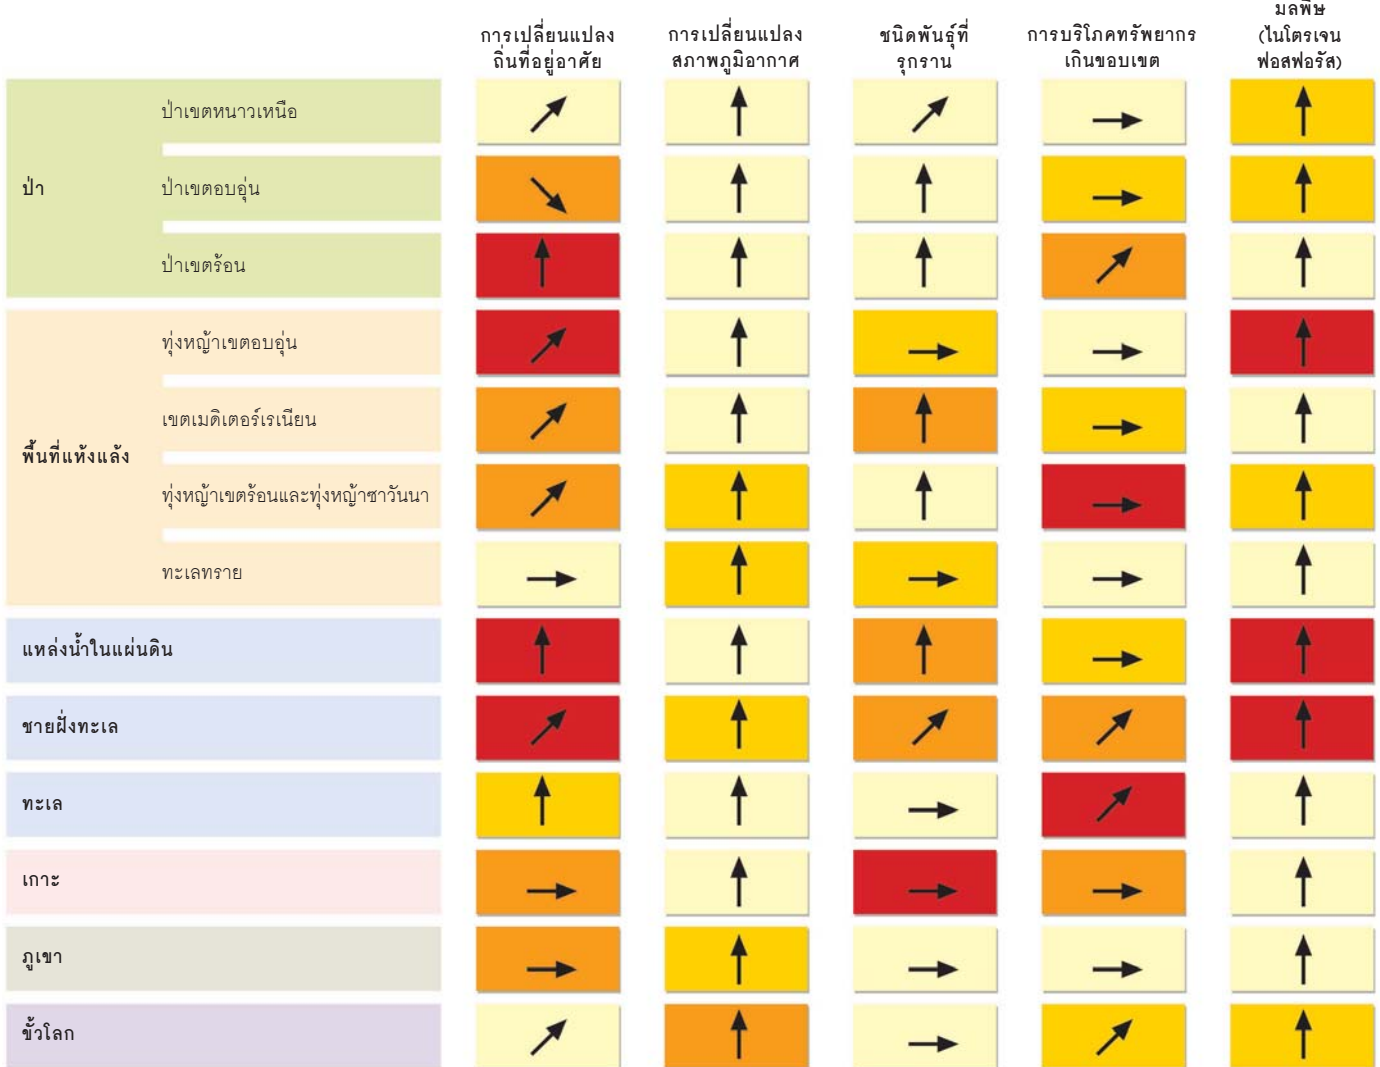 การเปลี่ยนแปลง
ถิ่นที่อยู่อาศัย
การเปลี่ยนแปลง
สภาพภูมิอากาศ
ชนิดพันธุ์ที่
รุกราน
การบริโภคทรัพยากร
เกินขอบเขต
มลพิษ
(ไนโตรเจน
ฟอสฟอรัส)
ป่า
ป่าเขตหนาวเหนือ
ป่าเขตอบอุ่น
ป่าเขตร้อน
พื้นที่แห้งแล้ง
ทุ่งหญ้าเขตอบอุ่น
เขตเมดิเตอร์เรเนียน
ทุ่งหญ้าเขตร้อนและทุ่งหญ้าซาวันนา
ทะเลทราย
แหล่งน้ำในแผ่นดิน
ชายฝั่งทะเล
ทะเล
เกาะ
ภูเขา
ขั้วโลก